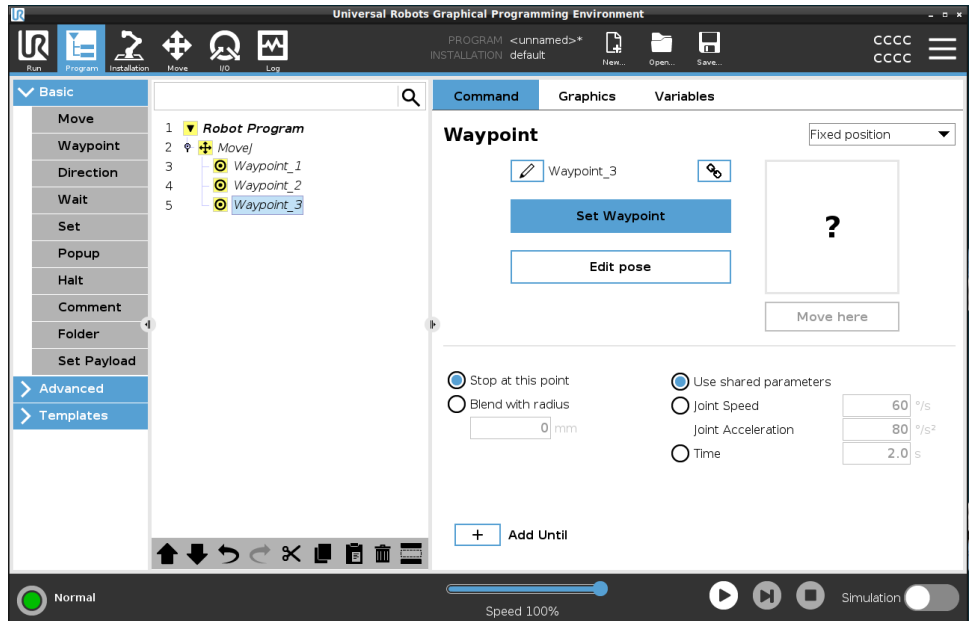 Universal Robots Graphical Programming Environment
Run
Program
Installation
Move
I/O
Log
PROGRAM <unnamed>*
INSTALLATION default
New...
Open...
Save...
CCCC
CCCC
Basic
Move
Waypoint
Direction
Wait
Set
Popup
Halt
Comment
Folder
Set Payload
Advanced
Templates
1 Robot Program
2 MoveJ
3 Waypoint_1
4 Waypoint_2
5 Waypoint_3
Command Graphics Variables
Waypoint
Fixed position
Waypoint_3
Set Waypoint
Edit pose
?
Move here
Stop at this point
Blend with radius
0 mm
Use shared parameters
Joint Speed 60 °/s
Joint Acceleration 80 °/s²
Time 2.0 s
+ Add Until
Normal
Speed 100%
Simulation